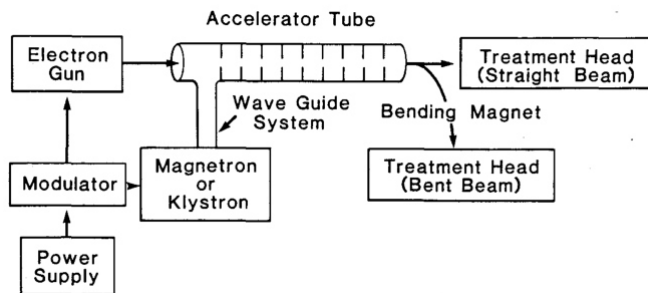 Accelerator Tube
Electron
Gun
Treatment Head
(Straight Beam)
Wave Guide
System
Bending Magnet
Magnetron
or
Klystron
Treatment Head
(Bent Beam)
Modulator
Power
Supply